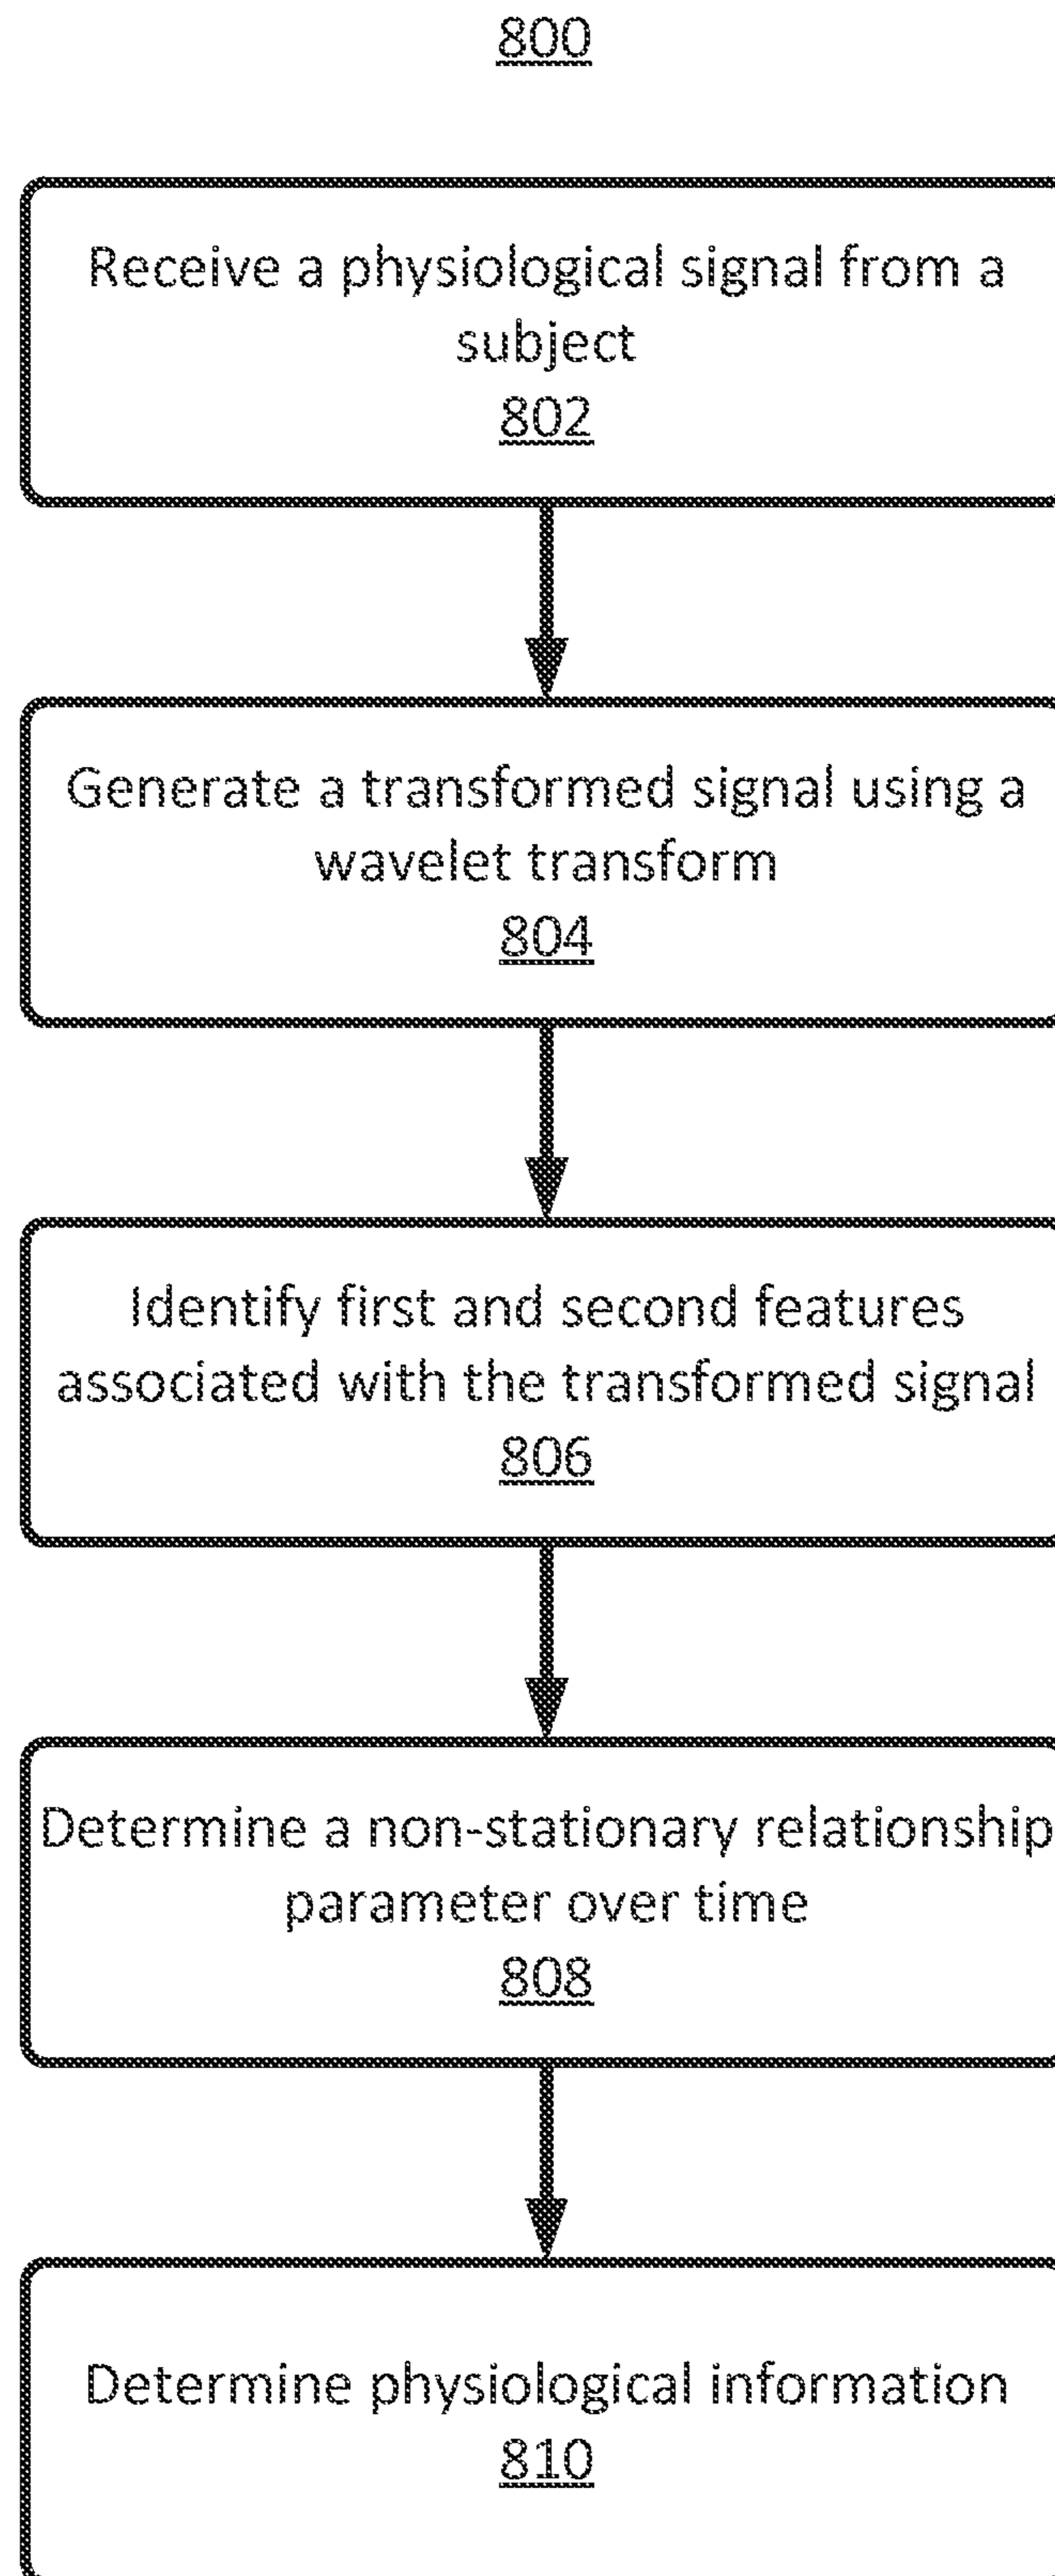 800
Receive a physiological signal from a
subject
802
Generate a transformed signal using a
wavelet transform
804
Identify first and second features
associated with the transformed signal
806
Determine a non-stationary relationship
parameter over time
808
Determine physiological information
810